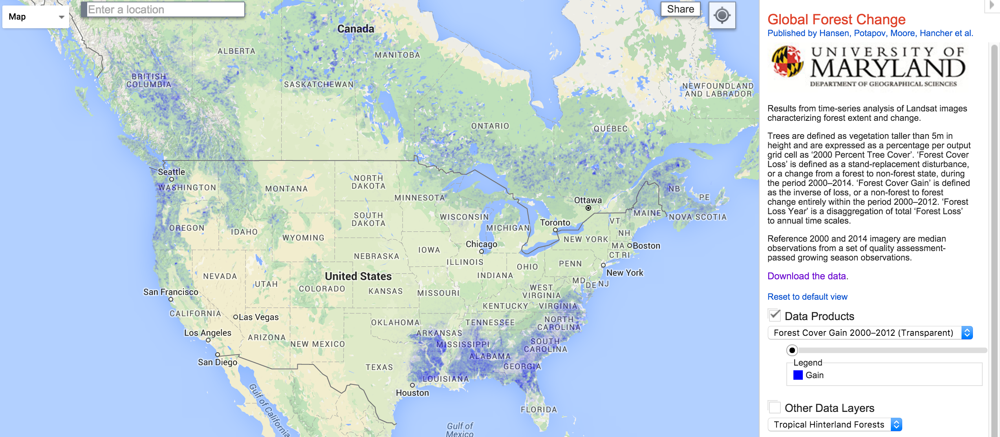 Map
Enter a location
Share
Canada
ALBERTA
MANITOBA
BRITISH
COLUMBIA
SASKATCHEWAN
NEWFOUNDLAND
AND LABRADOR
ONTARIO
QUÉBEC
Seattle
WASHINGTON
MONTANA
NORTH
DAKOTA
MINNESOTA
Ottawa
NB
PE
SOUTH
DAKOTA
WISCONSIN
MICHIGAN
Toronto
VT
MAINE
NOVA SCOTIA
OREGON
IDAHO
WYOMING
NH
NEW YORK
MA
Boston
Chicago
IOWA
CT RI
NEBRASKA
ILLINOIS
OHIO
PENN
New York
NEVADA
UTAH
United States
INDIANA
MD
DE
NJ
San Francisco
COLORADO
KANSAS
MISSOURI
WEST
VIRGINIA
KENTUCKY
VIRGINIA
CALIFORNIA
Las Vegas
OKLAHOMA
TENNESSEE
NORTH
CAROLINA
Los Angeles
ARIZONA
NEW MEXICO
ARKANSAS
MISSISSIPPI
SOUTH
CAROLINA
San Diego
TEXAS
ALABAMA
GEORGIA
LOUISIANA
Houston
FLORIDA
Gulf of California
Gulf of
Mexico
Global Forest Change
Published by Hansen, Potapov, Moore, Hancher et al.
UNIVERSITY OF
MARYLAND
DEPARTMENT OF GEOGRAPHICAL SCIENCES
Results from time-series analysis of Landsat images
characterizing forest extent and change.
Trees are defined as vegetation taller than 5m in
height and are expressed as a percentage per output
grid cell as ‘2000 Percent Tree Cover’. ‘Forest Cover
Loss’ is defined as a stand-replacement disturbance,
or a change from a forest to non-forest state, during
the period 2000–2014. ‘Forest Cover Gain’ is defined
as the inverse of loss, or a non-forest to forest
change entirely within the period 2000–2012. ‘Forest
Loss Year’ is a disaggregation of total ‘Forest Loss’
to annual time scales.
Reference 2000 and 2014 imagery are median
observations from a set of quality assessment-
passed growing season observations.
Download the data.
Reset to default view
Data Products
Forest Cover Gain 2000–2012 (Transparent)
Legend
Gain
Other Data Layers
Tropical Hinterland Forests